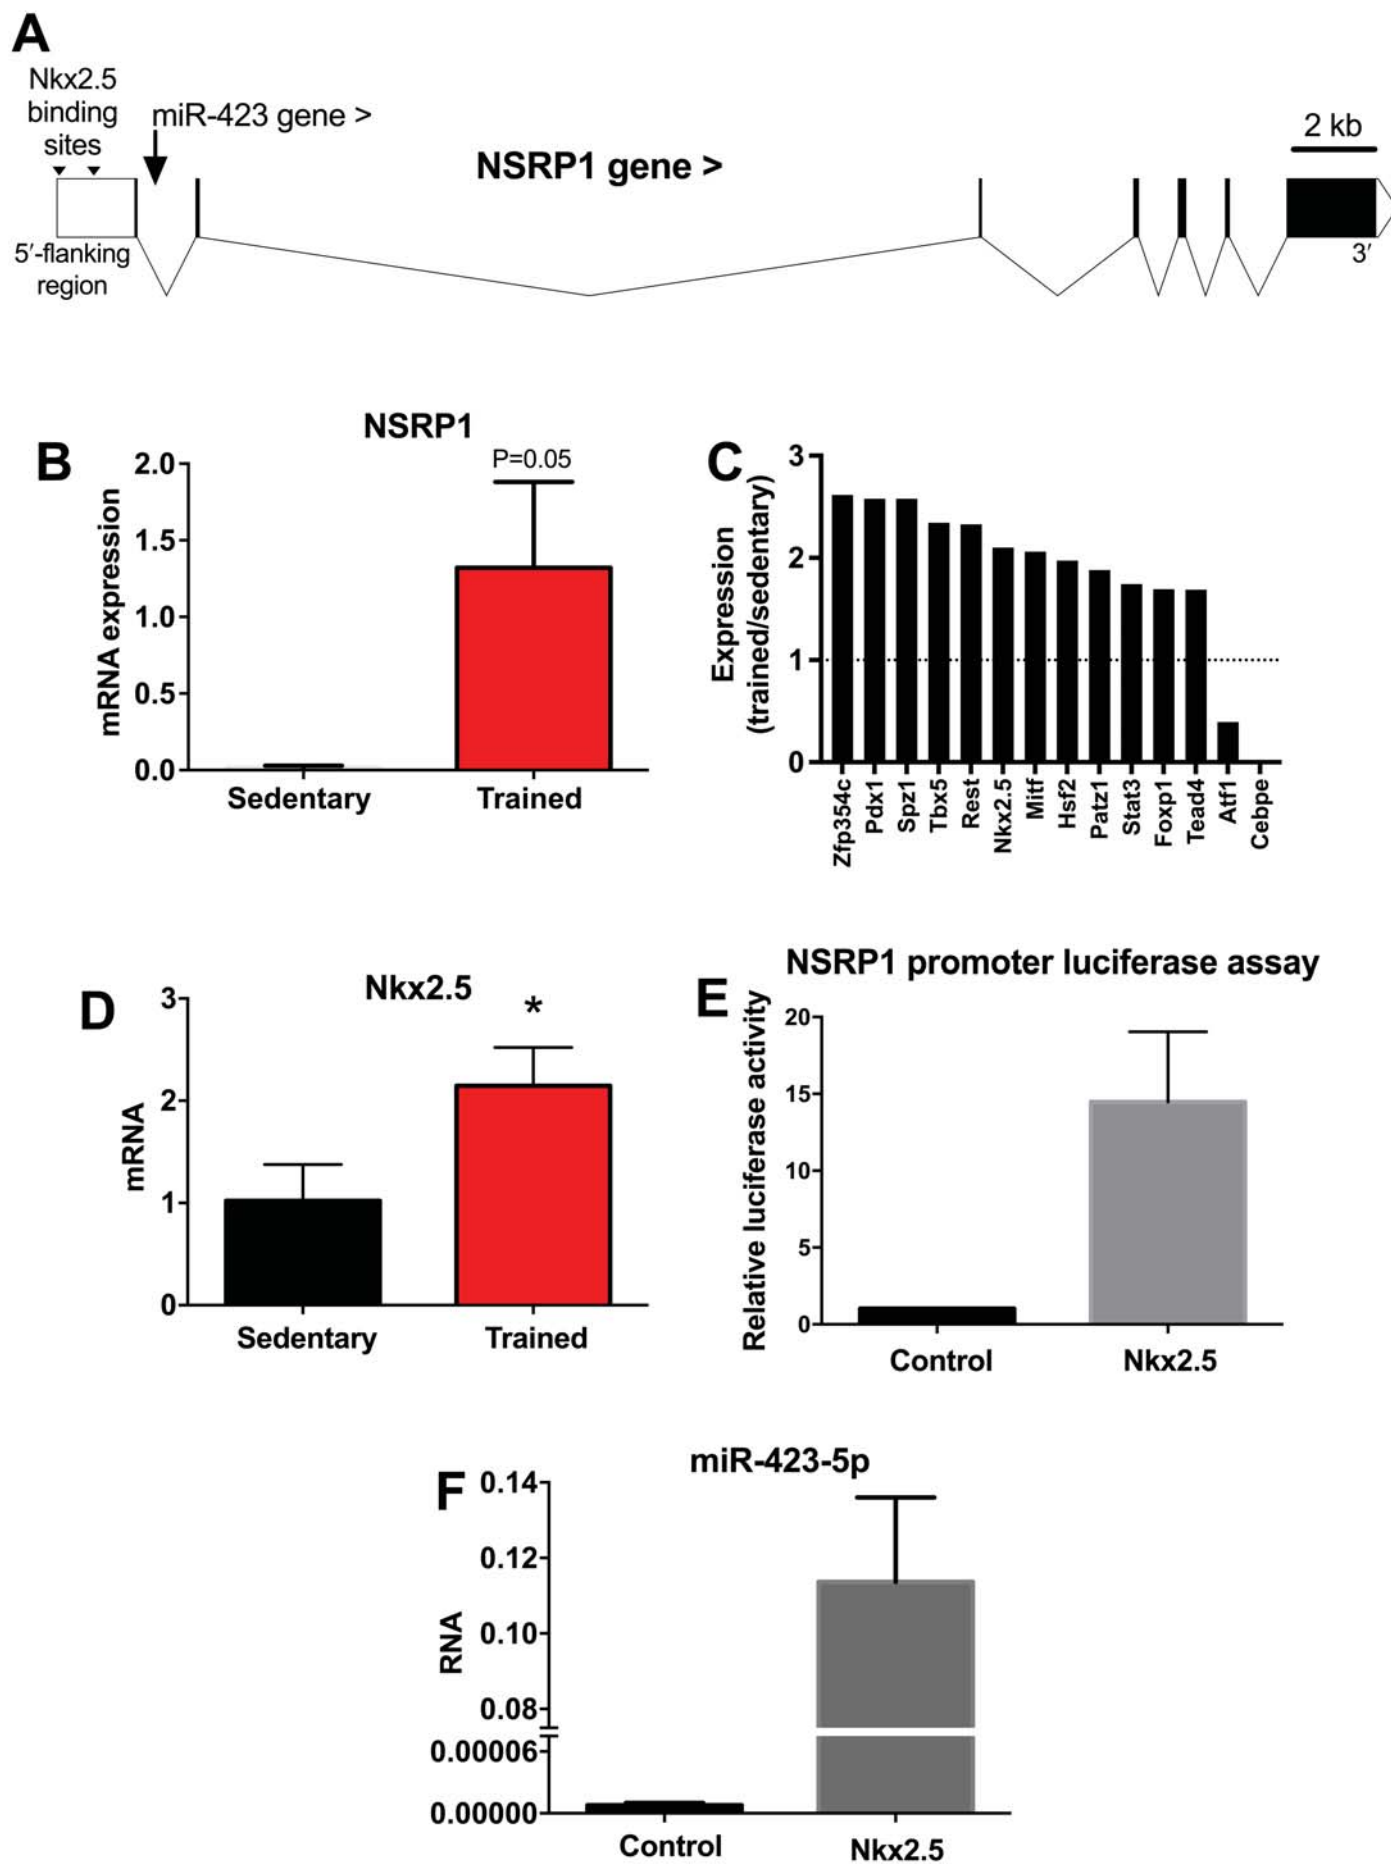 A
Nkx2.5
binding
sites
miR-423 gene >
NSRP1 gene >
2 kb
5′-flanking
region
3′
B
NSRP1
P=0.05
mRNA expression
2.0
1.5
1.0
0.5
0.0
Sedentary
Trained
C
Expression
(trained/sedentary)
3
2
1
0
Zfp354c
Pdx1
Spz1
Tbx5
Rest
Nkx2.5
Mitf
Hsf2
Patz1
Stat3
Foxp1
Tead4
Atf1
Cebpe
D
Nkx2.5
*
mRNA
3
2
1
0
Sedentary
Trained
E
NSRP1 promoter luciferase assay
Relative luciferase activity
20
15
10
5
0
Control
Nkx2.5
F
miR-423-5p
RNA
0.14
0.12
0.10
0.08
0.00006
0.00000
Control
Nkx2.5